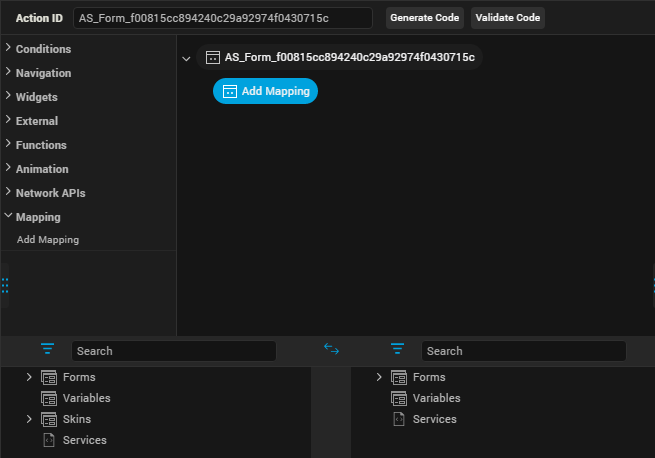 Action ID AS_Form_f00815cc894240c29a92974f0430715c Generate Code Validate Code
Conditions
Navigation
Widgets
External
Functions
Animation
Network APIs
Mapping
Add Mapping
AS_Form_f00815cc894240c29a92974f0430715c
Add Mapping
Search
Forms
Variables
Skins
Services
Search
Forms
Variables
Services